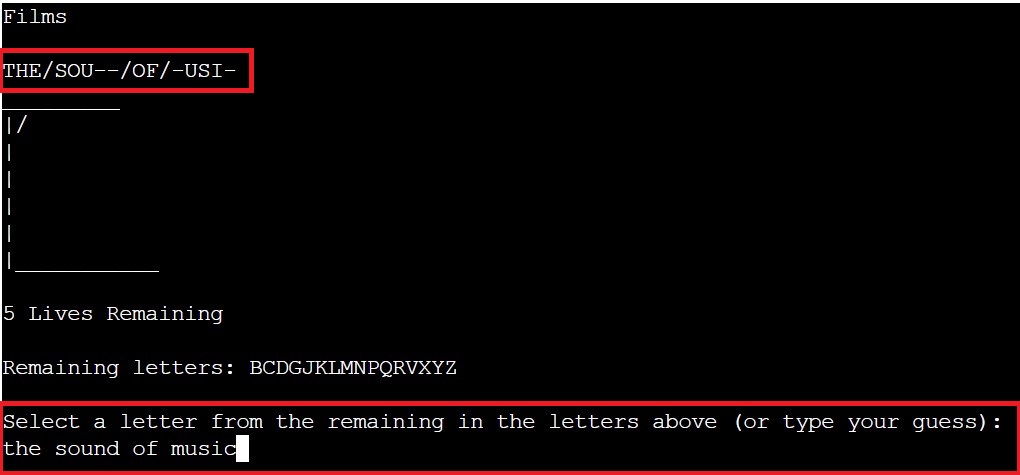 Films
THE/SOU--/OF/-USI-
_________
|/
|
|
|
|
|___________
5 Lives Remaining
Remaining letters: BCDGJKLMNPQRVXYZ
Select a letter from the remaining in the letters above (or type your guess):
the sound of music